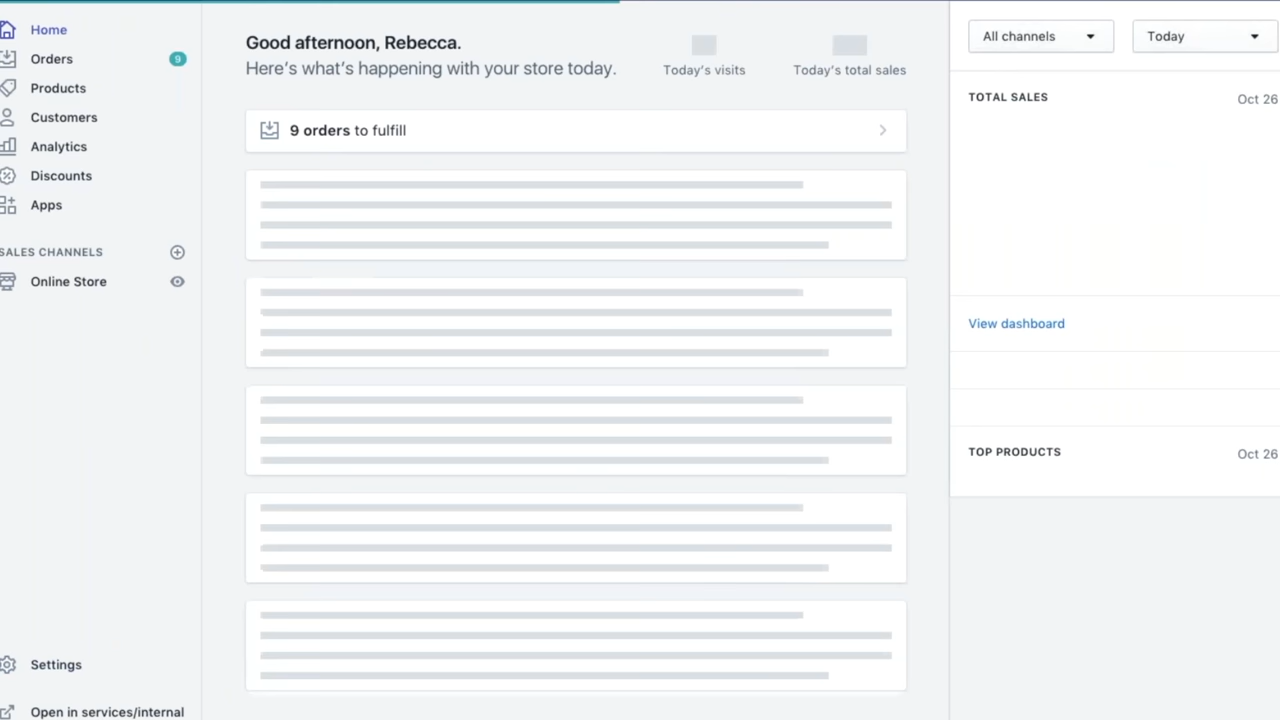 Home
Orders
9
Products
Customers
Analytics
Discounts
Apps
SALES CHANNELS
Online Store
Settings
Open in services/internal
Good afternoon, Rebecca.
Here's what's happening with your store today.
Today's visits
Today's total sales
9 orders to fulfill
All channels
Today
TOTAL SALES
Oct 26
View dashboard
TOP PRODUCTS
Oct 26